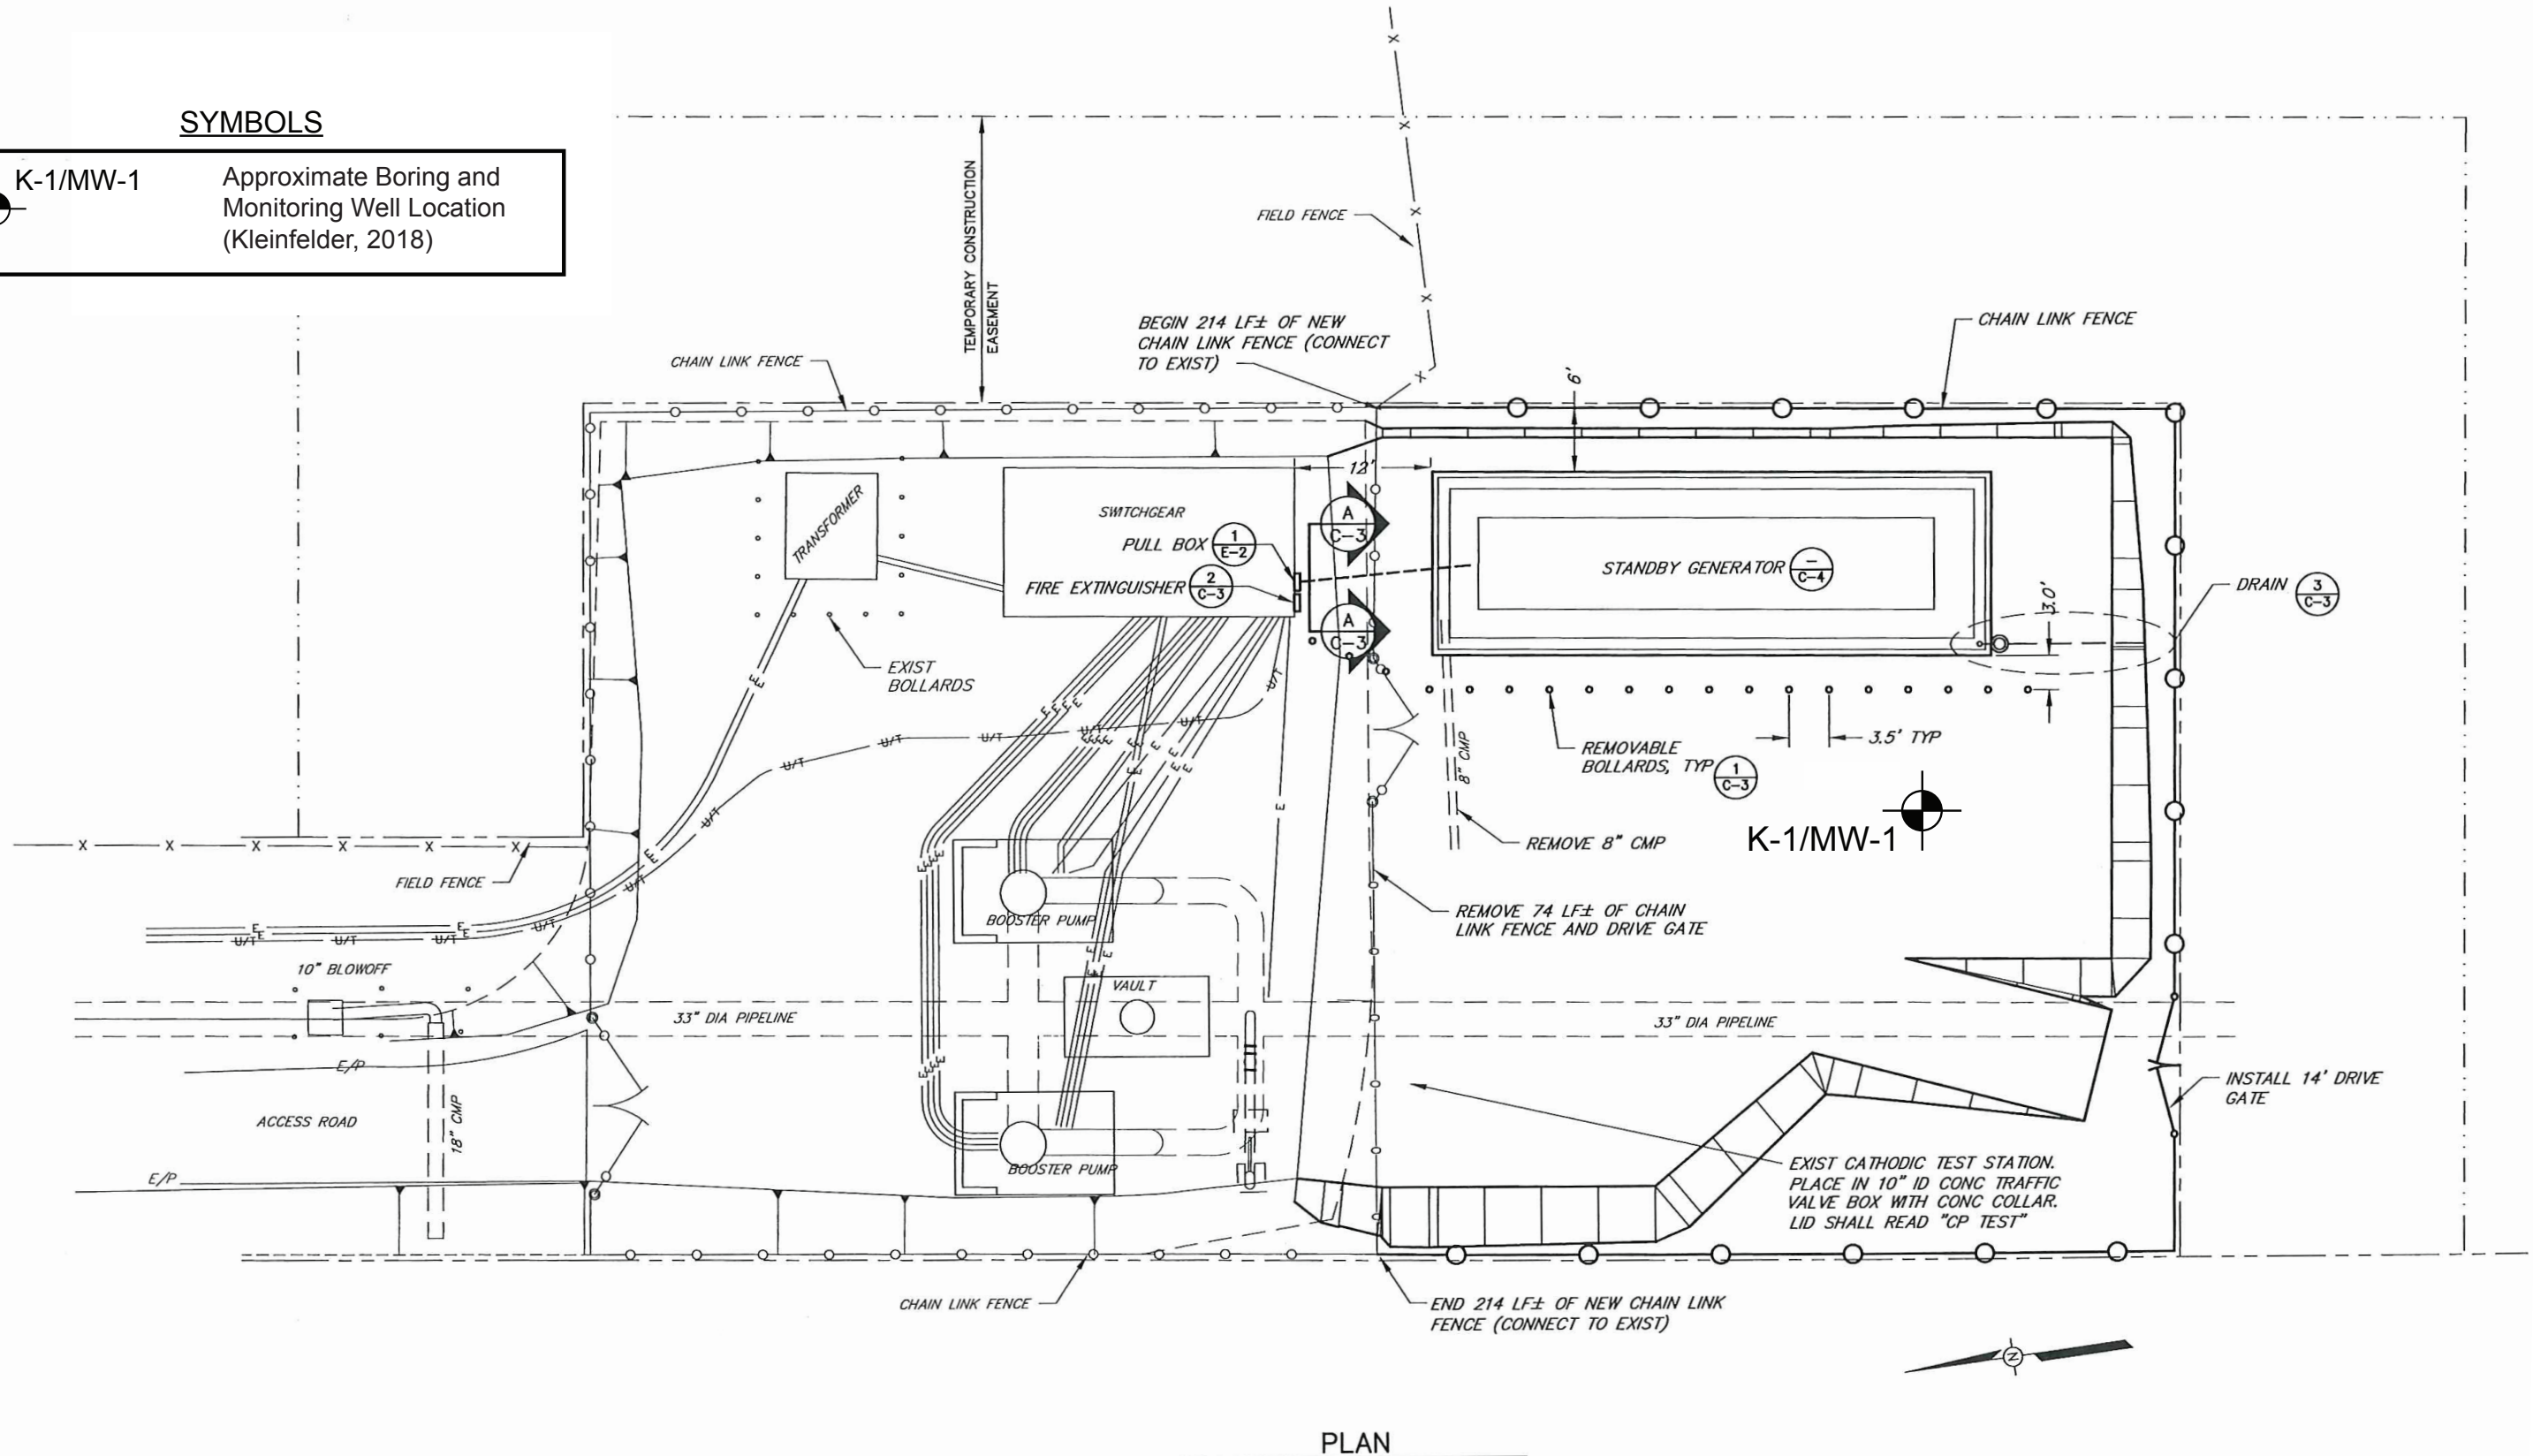 SYMBOLS
K-1/MW-1
Approximate Boring and
Monitoring Well Location
(Kleinfelder, 2018)
TEMPORARY CONSTRUCTION
EASEMENT
X
X
X
X
X
FIELD FENCE
BEGIN 214 LF± OF NEW
CHAIN LINK FENCE (CONNECT
TO EXIST)
CHAIN LINK FENCE
CHAIN LINK FENCE
6'
12'
TRANSFORMER
SWITCHGEAR
PULL BOX
1
E-2
FIRE EXTINGUISHER
2
C-3
A
C-3
A
C-3
STANDBY GENERATOR
—
C-4
3.0'
DRAIN
3
C-3
EXIST
BOLLARDS
REMOVABLE
BOLLARDS, TYP
1
C-3
3.5' TYP
8" CMP
REMOVE 8" CMP
K-1/MW-1
REMOVE 74 LF± OF CHAIN
LINK FENCE AND DRIVE GATE
X X X X X X
FIELD FENCE
E
E
U/T
U/T
U/T
U/T
U/T
U/T
U/T
U/T
U/T
E
E
E
BOOSTER PUMP
10" BLOWOFF
VAULT
33" DIA PIPELINE
33" DIA PIPELINE
E/P
ACCESS ROAD
18" CMP
E/P
BOOSTER PUMP
INSTALL 14' DRIVE
GATE
EXIST CATHODIC TEST STATION.
PLACE IN 10" ID CONC TRAFFIC
VALVE BOX WITH CONC COLLAR.
LID SHALL READ "CP TEST"
CHAIN LINK FENCE
END 214 LF± OF NEW CHAIN LINK
FENCE (CONNECT TO EXIST)
N
PLAN